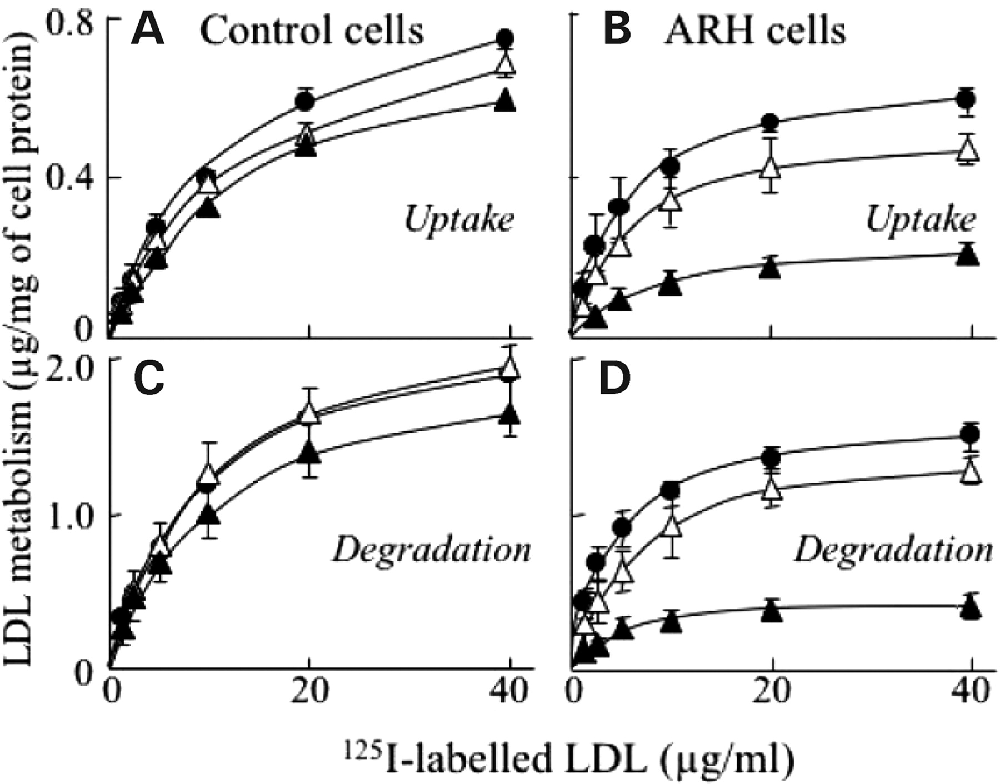 LDL metabolism (µg/mg of cell protein)
A Control cells
0.8
0.4
0
Uptake
B ARH cells
Uptake
C
2.0
1.0
0
Degradation
0 20 40
D
Degradation
0 20 40
¹²⁵I-labelled LDL (µg/ml)